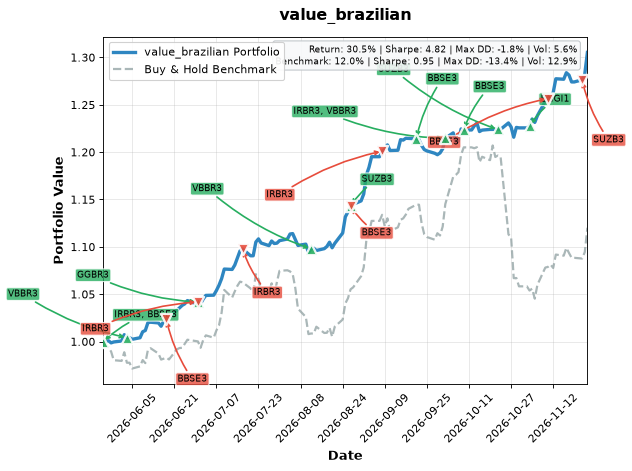 value_brazilian
value_brazilian Portfolio
Buy & Hold Benchmark
Return: 30.5% | Sharpe: 4.82 | Max DD: -1.8% | Vol: 5.6%
Benchmark: 12.0% | Sharpe: 0.95 | Max DD: -13.4% | Vol: 12.9%
1.30
1.25
1.20
1.15
1.10
1.05
1.00
Portfolio Value
BBSE3
BBSE3
IRBR3, VBBR3
SUZB3
IRBR3
VBBR3
SUZB3
BBSE3
GGBR3
VBBR3
IRBR3
IRBR3, BBSE3
IRBR3
BBSE3
2026-06-05
2026-06-21
2026-07-07
2026-07-23
2026-08-08
2026-08-24
2026-09-09
2026-09-25
2026-10-11
2026-10-27
2026-11-12
Date